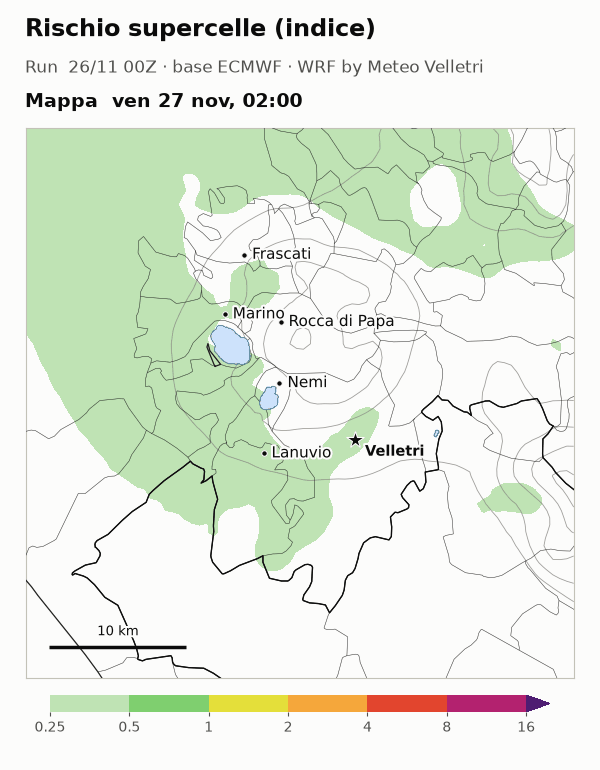 Rischio supercelle (indice)
Run  26/11 00Z · base ECMWF · WRF by Meteo Velletri
Mappa  ven 27 nov, 02:00
Frascati
Marino
Rocca di Papa
Nemi
Velletri
Lanuvio
10 km
0.25 0.5 1 2 4 8 16